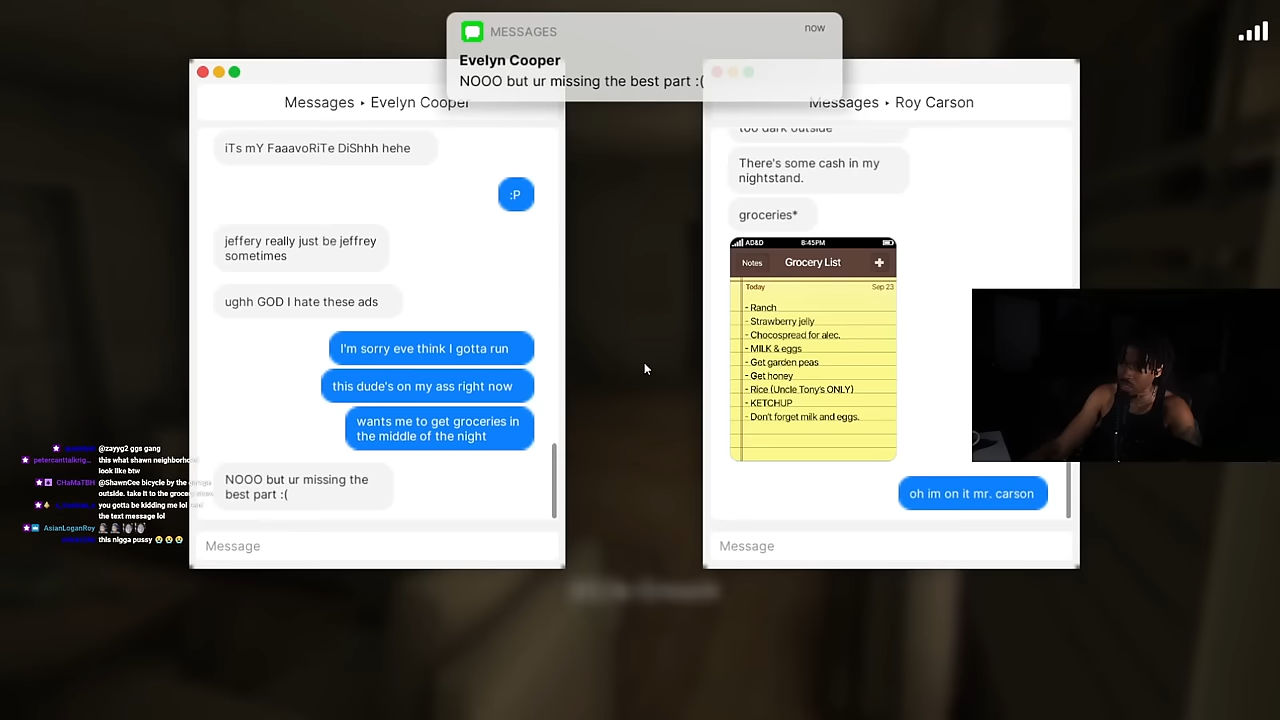 MESSAGES
now
Evelyn Cooper
NOOO but ur missing the best part :(
Messages ‣ Evelyn Cooper
iTs mY FaaavoRiTe DiShhh hehe
:P
jeffery really just be jeffrey
sometimes
ughh GOD I hate these ads
I'm sorry eve think I gotta run
this dude's on my ass right now
wants me to get groceries in
the middle of the night
NOOO but ur missing the
best part :(
Message
Messages ‣ Roy Carson
too dark outside
There's some cash in my
nightstand.
groceries*
AD&D
8:45PM
Notes
Grocery List
+
Today
Sep 23
- Ranch
- Strawberry jelly
- Chocospread for alec.
- MILK & eggs
- Get garden peas
- Get honey
- Rice (Uncle Tony's ONLY)
- KETCHUP
- Don't forget milk and eggs.
oh im on it mr. carson
Message
@zayyg2 ggs gang
petercanttalkrig... this what shawn neighborhood
look like btw
CHaMaTBH @ShawnCee bicycle by the
outside. take it to the
you gotta be kidding me lol
the text message lol
AsianLoganRoy
this nigga pussy 😂😂😂